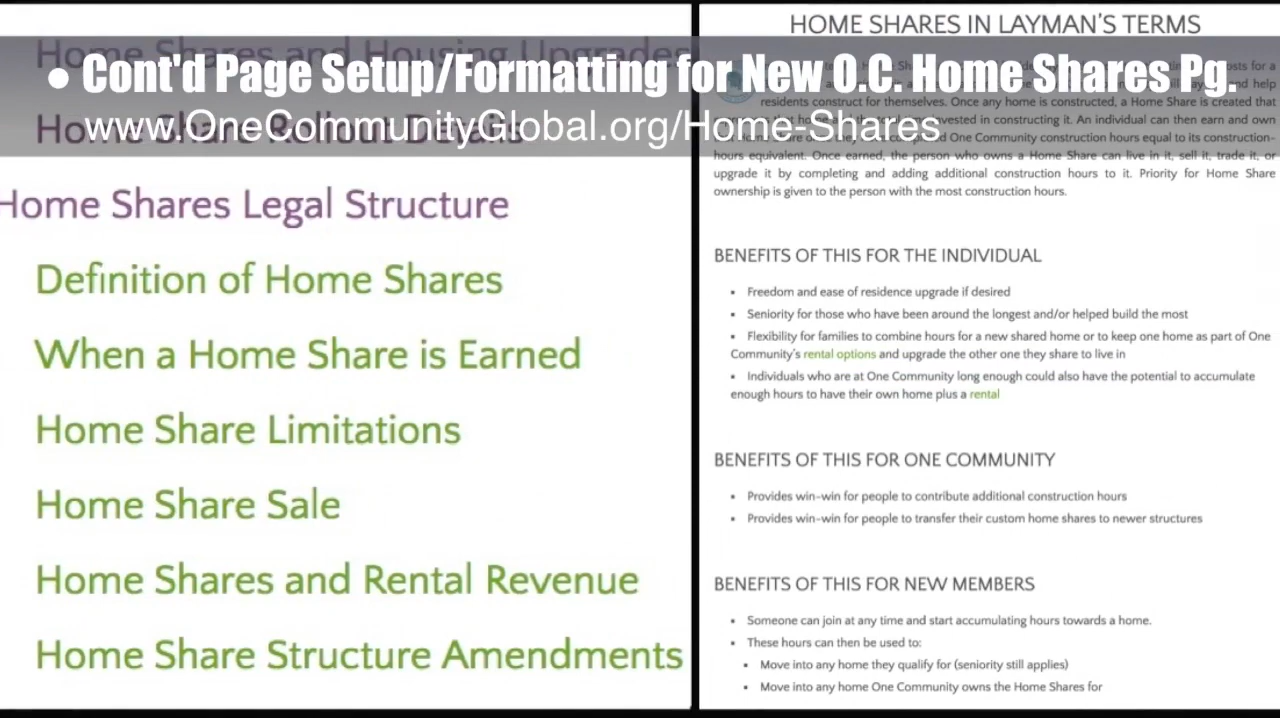 • Cont'd Page Setup/Formatting for New O.C. Home Shares Pg.
www.OneCommunityGlobal.org/Home-Shares
Home Shares and Housing Upgrades
Home Share Rollout Details
Home Shares Legal Structure
Definition of Home Shares
When a Home Share is Earned
Home Share Limitations
Home Share Sale
Home Shares and Rental Revenue
Home Share Structure Amendments
HOME SHARES IN LAYMAN'S TERMS
residents construct for themselves. Once any home is constructed, a Home Share is created that
invested in constructing it. An individual can then earn and own
One Community construction hours equal to its construction-
hours equivalent. Once earned, the person who owns a Home Share can live in it, sell it, trade it, or
upgrade it by completing and adding additional construction hours to it. Priority for Home Share
ownership is given to the person with the most construction hours.
BENEFITS OF THIS FOR THE INDIVIDUAL
▪ Freedom and ease of residence upgrade if desired
▪ Seniority for those who have been around the longest and/or helped build the most
▪ Flexibility for families to combine hours for a new shared home or to keep one home as part of One
Community's rental options and upgrade the other one they share to live in
▪ Individuals who are at One Community long enough could also have the potential to accumulate
enough hours to have their own home plus a rental
BENEFITS OF THIS FOR ONE COMMUNITY
▪ Provides win-win for people to contribute additional construction hours
▪ Provides win-win for people to transfer their custom home shares to newer structures
BENEFITS OF THIS FOR NEW MEMBERS
▪ Someone can join at any time and start accumulating hours towards a home.
▪ These hours can then be used to:
▪ Move into any home they qualify for (seniority still applies)
▪ Move into any home One Community owns the Home Shares for